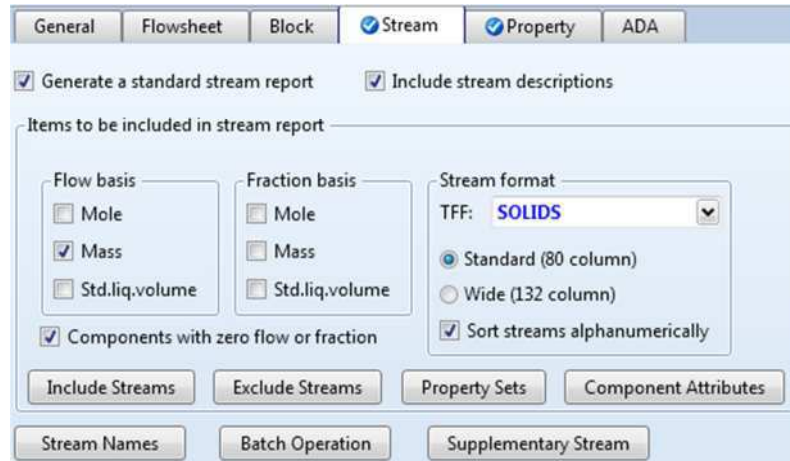 General Flowsheet Block Stream Property ADA
Generate a standard stream report Include stream descriptions
Items to be included in stream report
Flow basis Fraction basis Stream format
Mole Mole TFF: SOLIDS
Mass Mass Standard (80 column)
Std.liq.volume Std.liq.volume Wide (132 column)
Components with zero flow or fraction Sort streams alphanumerically
Include Streams Exclude Streams Property Sets Component Attributes
Stream Names Batch Operation Supplementary Stream